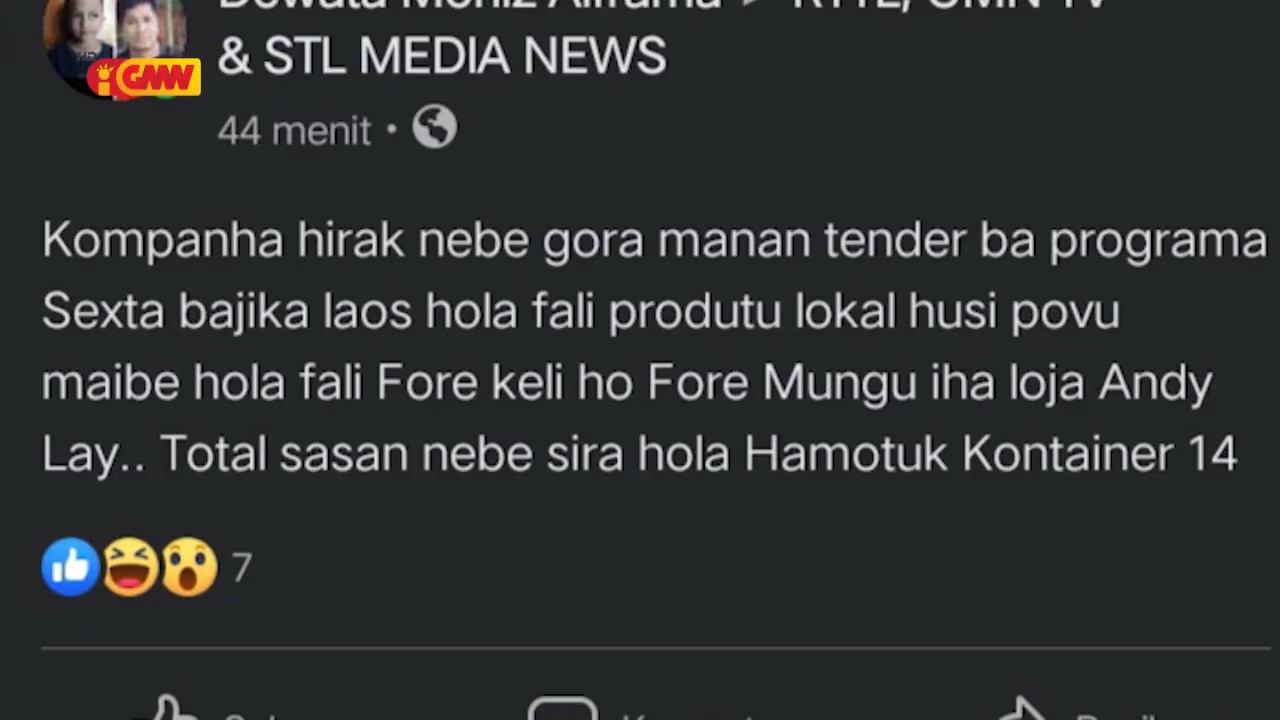 & STL MEDIA NEWS
GMN
44 menit •
Kompanha hirak nebe gora manan tender ba programa
Sexta bajika laos hola fali produtu lokal husi povu
maibe hola fali Fore keli ho Fore Mungu iha loja Andy
Lay.. Total sasan nebe sira hola Hamotuk Kontainer 14
7